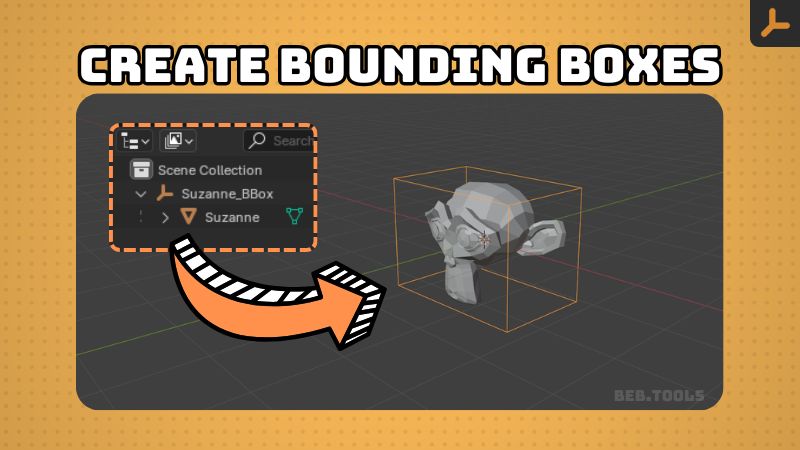 CREATE BOUNDING BOXES
Search
Scene Collection
Suzanne_BBox
Suzanne
BEB.TOOLS